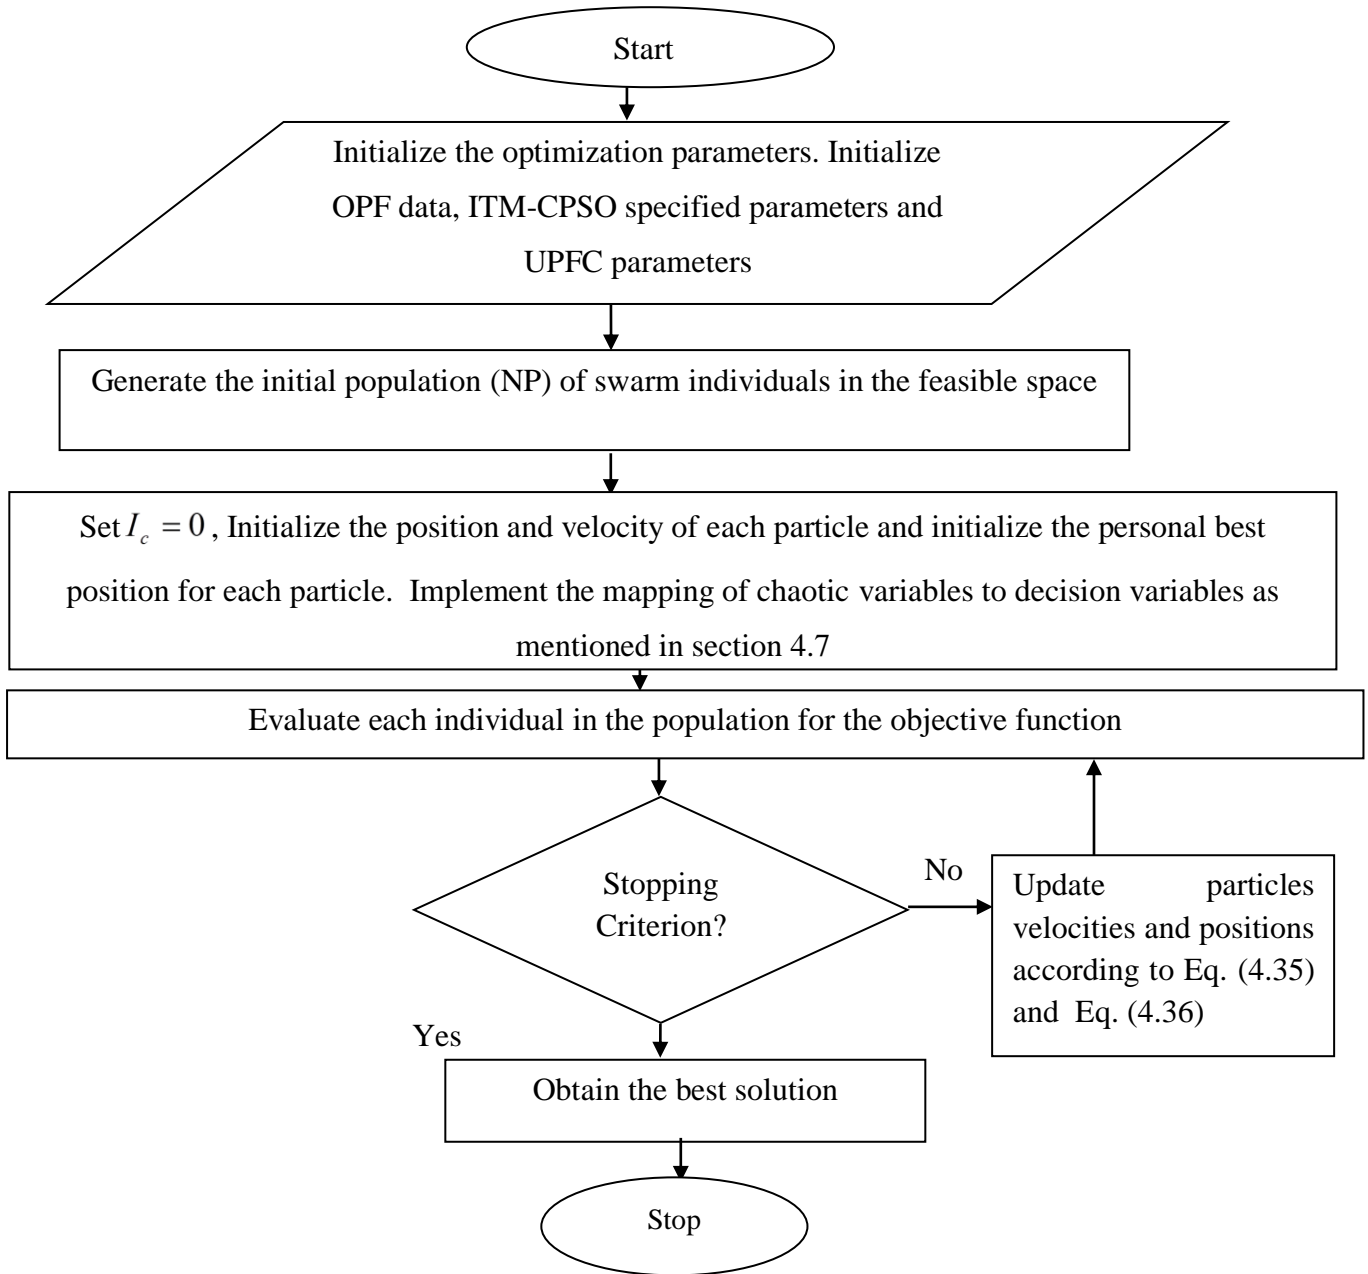 Start
Initialize the optimization parameters. Initialize
OPF data, ITM-CPSO specified parameters and
UPFC parameters
Generate the initial population (NP) of swarm individuals in the feasible space
Set I_c = 0 , Initialize the position and velocity of each particle and initialize the personal best
position for each particle.  Implement the mapping of chaotic variables to decision variables as
mentioned in section 4.7
Evaluate each individual in the population for the objective function
Stopping
Criterion?
No
Update particles
velocities and positions
according to Eq. (4.35)
and  Eq. (4.36)
Yes
Obtain the best solution
Stop